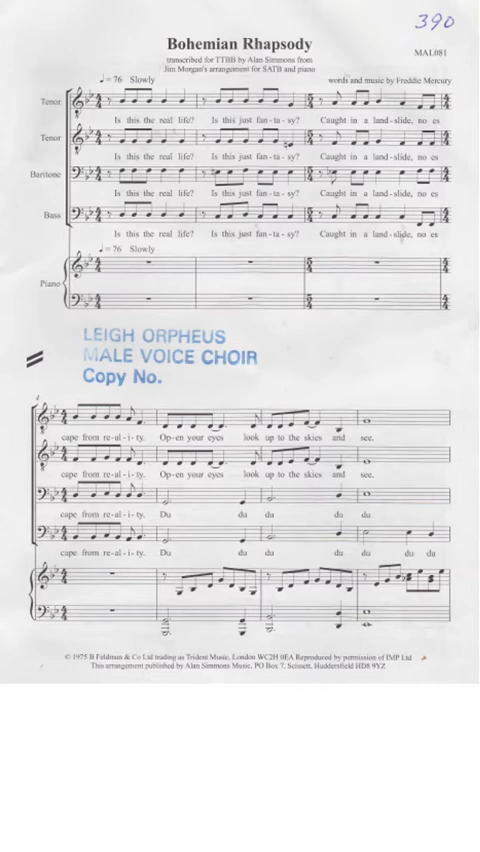 390
Bohemian Rhapsody
MAL081
transcribed for TTBB by Alan Simmons from
Jim Morgan's arrangement for SATB and piano
♩ = 76 Slowly
words and music by Freddie Mercury
Tenor
Is this the real life? Is this just fan - ta - sy? Caught in a land - slide, no es
Tenor
Is this the real life? Is this just fan - ta - sy? Caught in a land - slide, no es
Baritone
Is this the real life? Is this just fan - ta - sy? Caught in a land - slide, no es
Bass
Is this the real life? Is this just fan - ta - sy? Caught in a land - slide, no es
♩ = 76 Slowly
Piano
LEIGH ORPHEUS
MALE VOICE CHOIR
Copy No.
4
cape from re-al - i - ty. Op-en your eyes look up to the skies and see.
cape from re-al - i - ty. Op-en your eyes look up to the skies and see.
cape from re-al - i - ty. Du du du du du
cape from re-al - i - ty. Du du du du du du
© 1975 B Feldman & Co Ltd trading as Trident Music, London WC2H 0EA Reproduced by permission of IMP Ltd
This arrangement published by Alan Simmons Music, PO Box 7, Scissett, Huddersfield HD8 9YZ